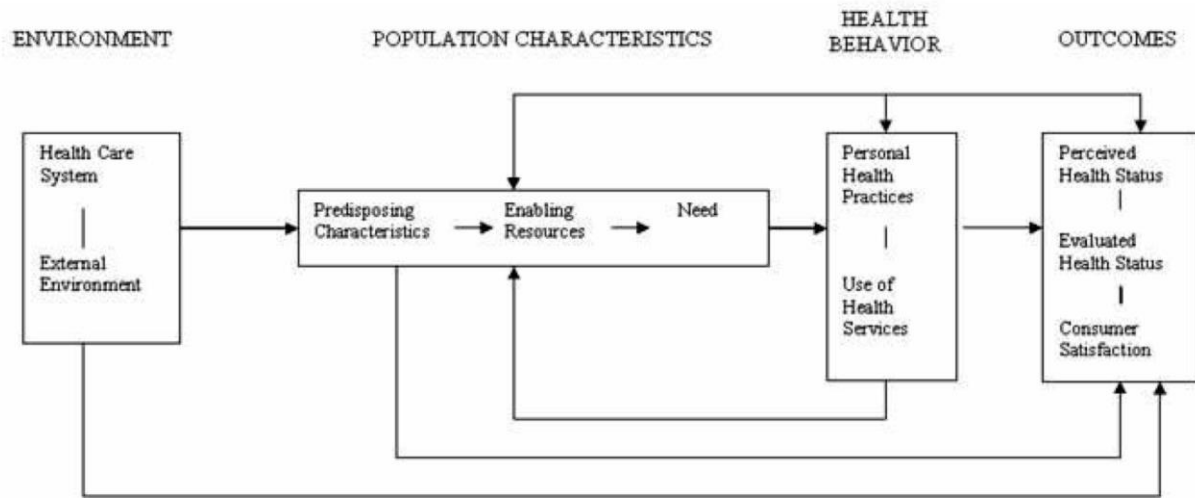 ENVIRONMENT
POPULATION CHARACTERISTICS
HEALTH
BEHAVIOR
OUTCOMES
Health Care
System
External
Environment
Predisposing
Characteristics
Enabling
Resources
Need
Personal
Health
Practices
Use of
Health
Services
Perceived
Health Status
Evaluated
Health Status
Consumer
Satisfaction